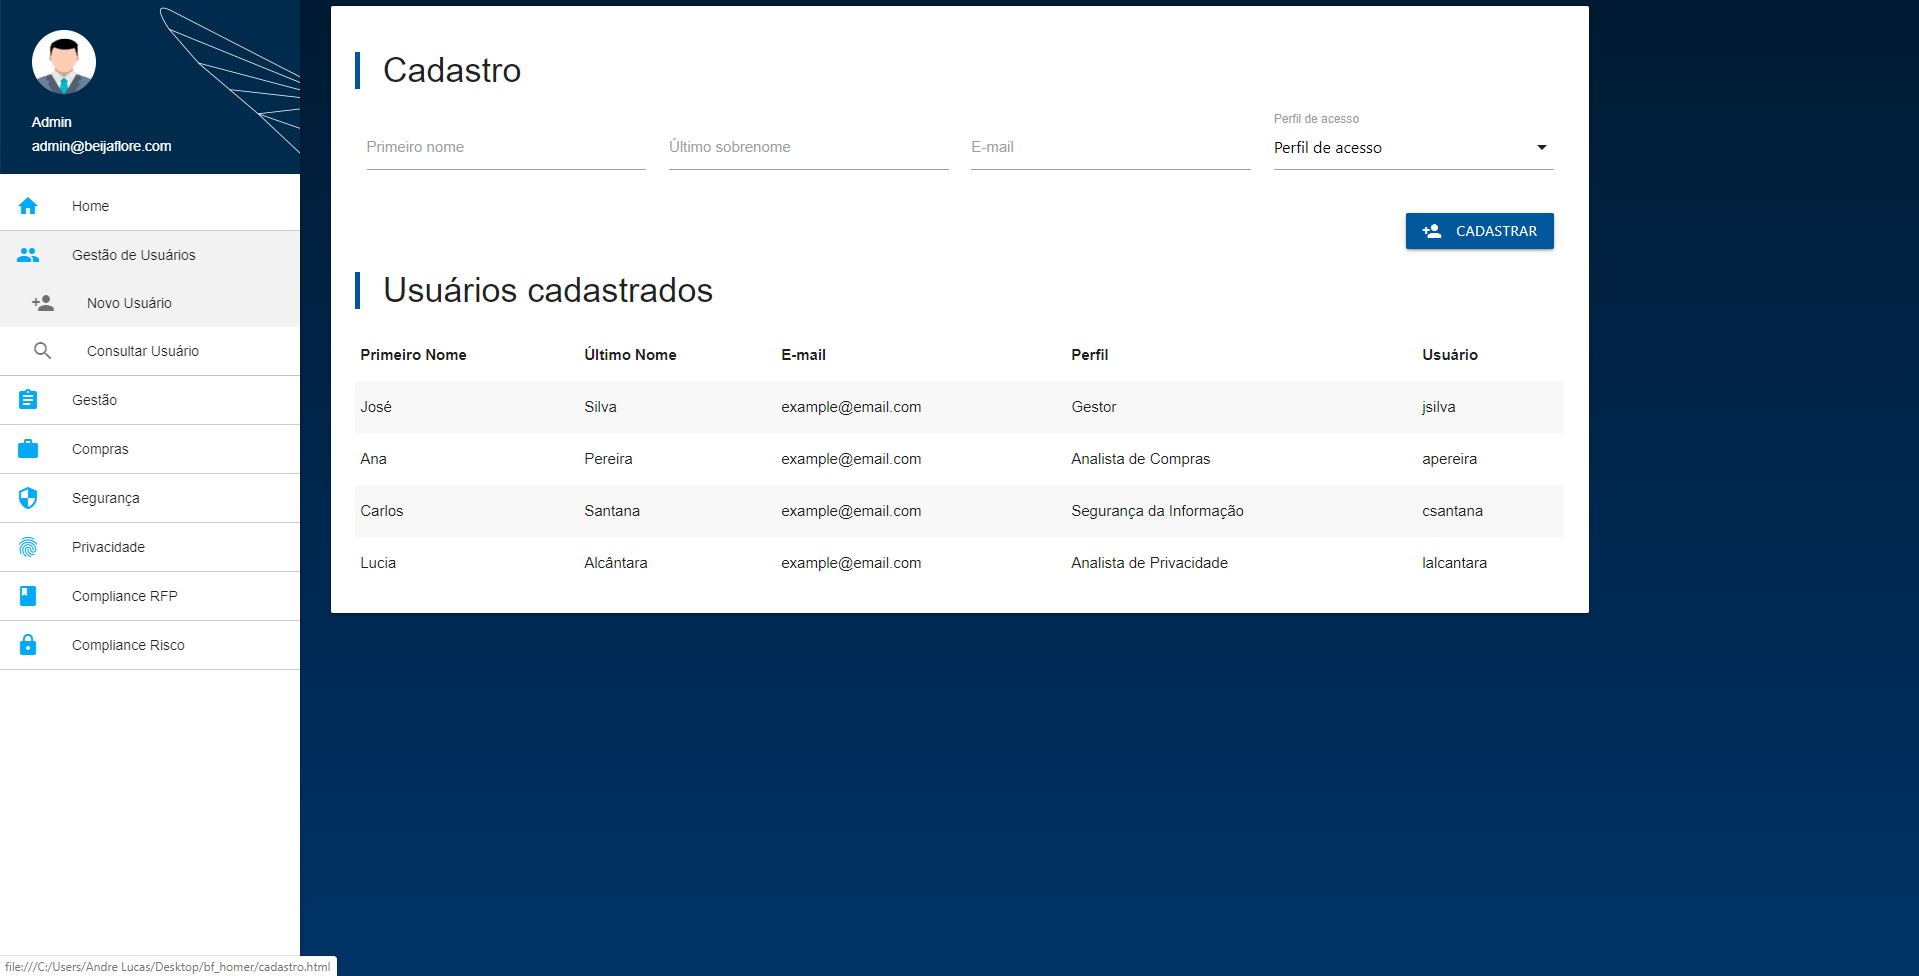 Admin
admin@beijaflore.com
Home
Gestão de Usuários
Novo Usuário
Consultar Usuário
Gestão
Compras
Segurança
Privacidade
Compliance RFP
Compliance Risco
Cadastro
Perfil de acesso
Primeiro nome Último sobrenome E-mail Perfil de acesso
CADASTRAR
Usuários cadastrados
Primeiro Nome Último Nome E-mail Perfil Usuário
José Silva example@email.com Gestor jsilva
Ana Pereira example@email.com Analista de Compras apereira
Carlos Santana example@email.com Segurança da Informação csantana
Lucia Alcântara example@email.com Analista de Privacidade lalcantara
file:///C:/Users/Andre Lucas/Desktop/bf_homer/cadastro.html